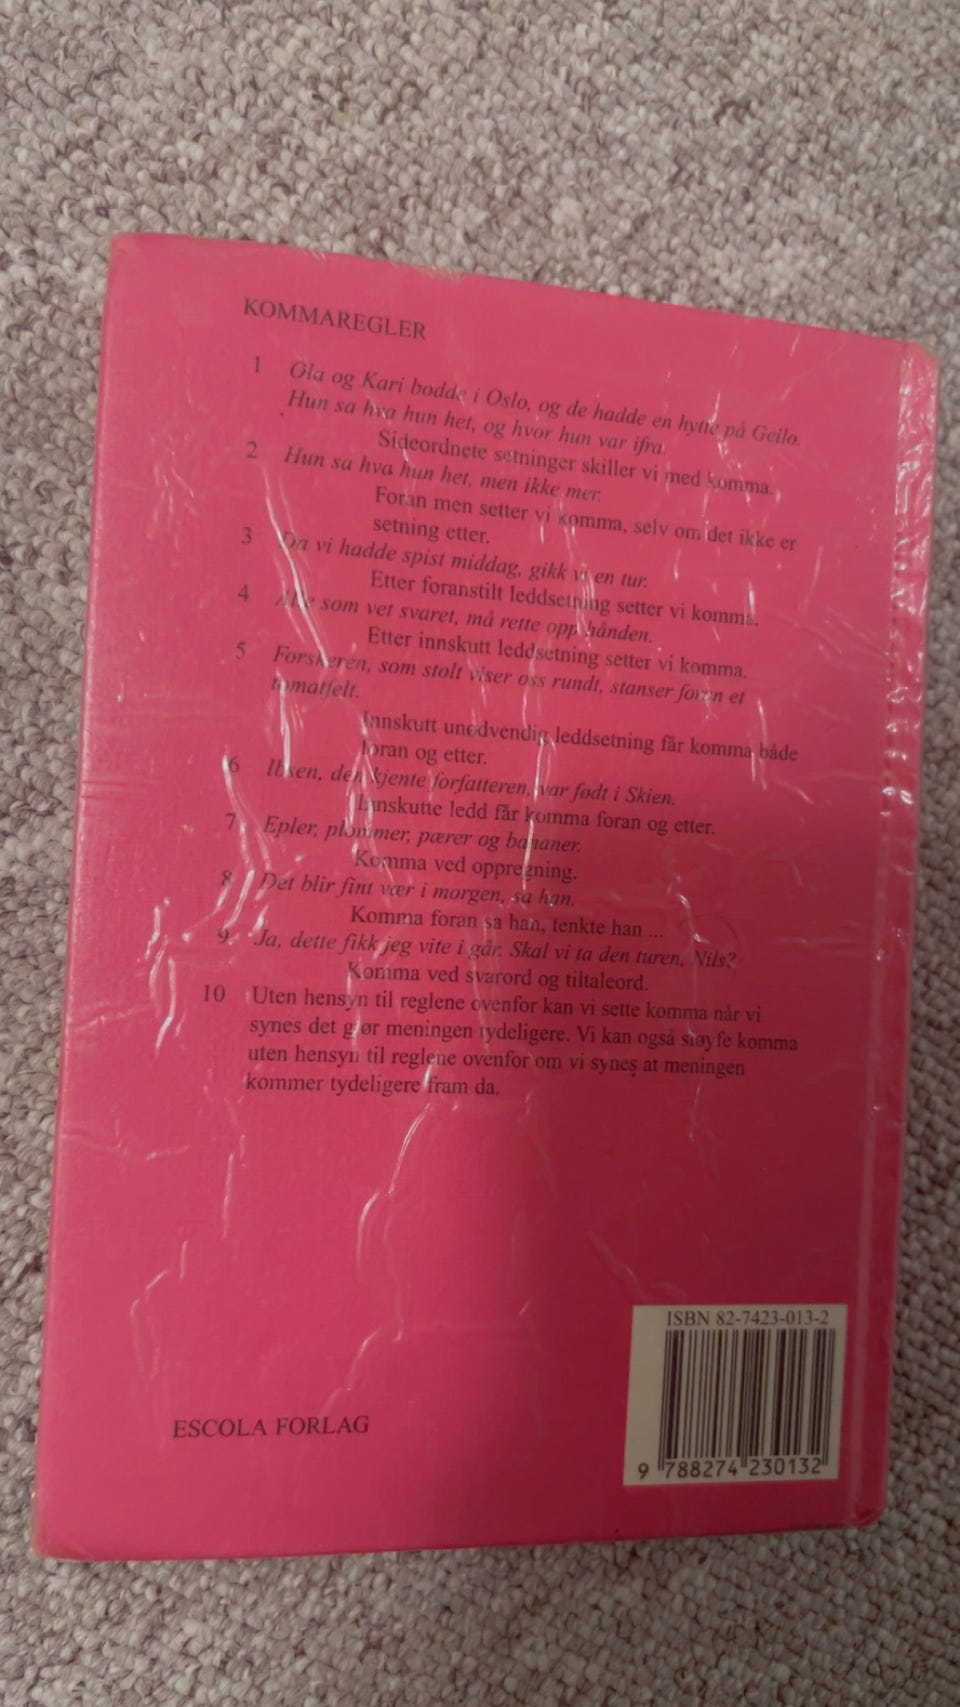 KOMMAREGLER
1 Ola og Kari bodde i Oslo, og de hadde en hytte på Geilo.
Hun sa hva hun het, og hvor hun var ifra.
Sideordnete setninger skiller vi med komma.
2 Hun sa hva hun het, men ikke mer.
Foran men setter vi komma, selv om det ikke er
setning etter.
3 Da vi hadde spist middag, gikk vi en tur.
Etter foranstilt leddsetning setter vi komma.
4 Alle som vet svaret, må rette opp hånden.
Etter innskutt leddsetning setter vi komma.
5 Forskeren, som stolt viser oss rundt, stanser foran et
tomatfelt.
Innskutt unødvendig leddsetning får komma både
foran og etter.
6 Ibsen, den kjente forfatteren, var født i Skien.
Innskutte ledd får komma foran og etter.
7 Epler, plommer, pærer og bananer.
Komma ved oppregning.
8 Det blir fint vær i morgen, sa han.
Komma foran sa han, tenkte han ...
9 Ja, dette fikk jeg vite i går. Skal vi ta den turen, Nils?
Komma ved svarord og tiltaleord.
10 Uten hensyn til reglene ovenfor kan vi sette komma når vi
synes det gjør meningen tydeligere. Vi kan også sløyfe komma
uten hensyn til reglene ovenfor om vi synes at meningen
kommer tydeligere fram da.
ISBN 82-7423-013-2
9 788274 230132
ESCOLA FORLAG